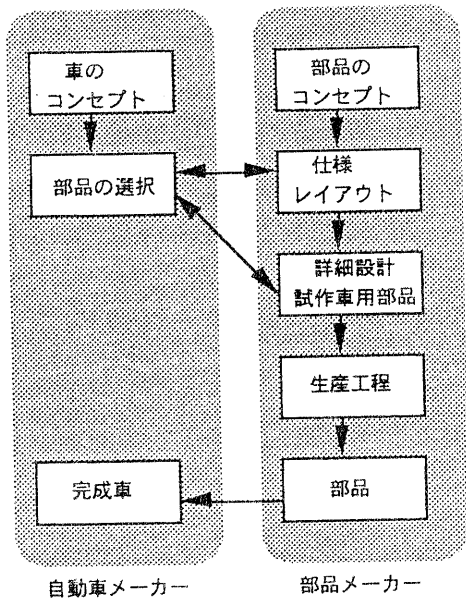 車の
コンセプト
部品の選択
完成車
自動車メーカー
部品の
コンセプト
仕様
レイアウト
詳細設計
試作車用部品
生産工程
部品
部品メーカー